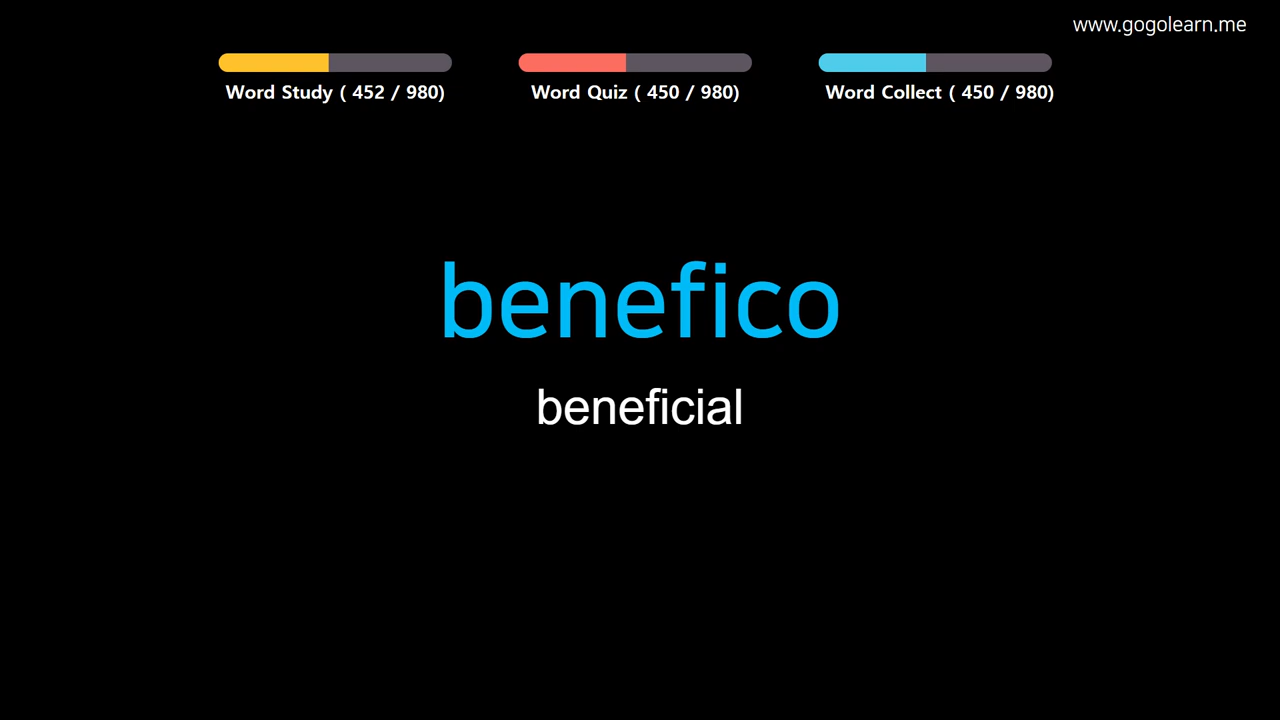 www.gogolearn.me
Word Study ( 452 / 980)
Word Quiz ( 450 / 980)
Word Collect ( 450 / 980)
benefico
beneficial